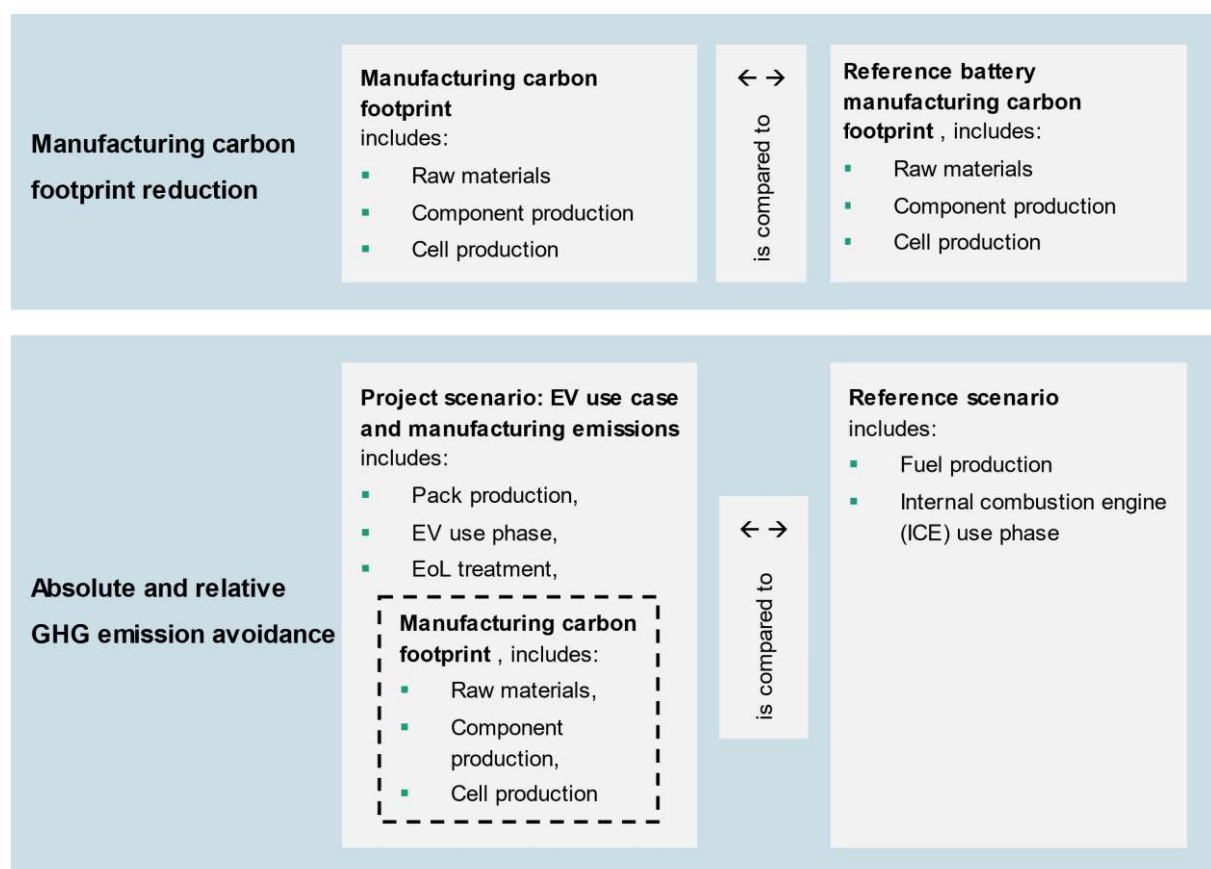 Manufacturing carbon
footprint reduction
Manufacturing carbon
footprint
includes:
▪ Raw materials
▪ Component production
▪ Cell production
← →
is compared to
Reference battery
manufacturing carbon
footprint , includes:
▪ Raw materials
▪ Component production
▪ Cell production
Absolute and relative
GHG emission avoidance
Project scenario: EV use case
and manufacturing emissions
includes:
▪ Pack production,
▪ EV use phase,
▪ EoL treatment,
Manufacturing carbon
footprint , includes:
▪ Raw materials,
▪ Component
production,
▪ Cell production
← →
is compared to
Reference scenario
includes:
▪ Fuel production
▪ Internal combustion engine
(ICE) use phase